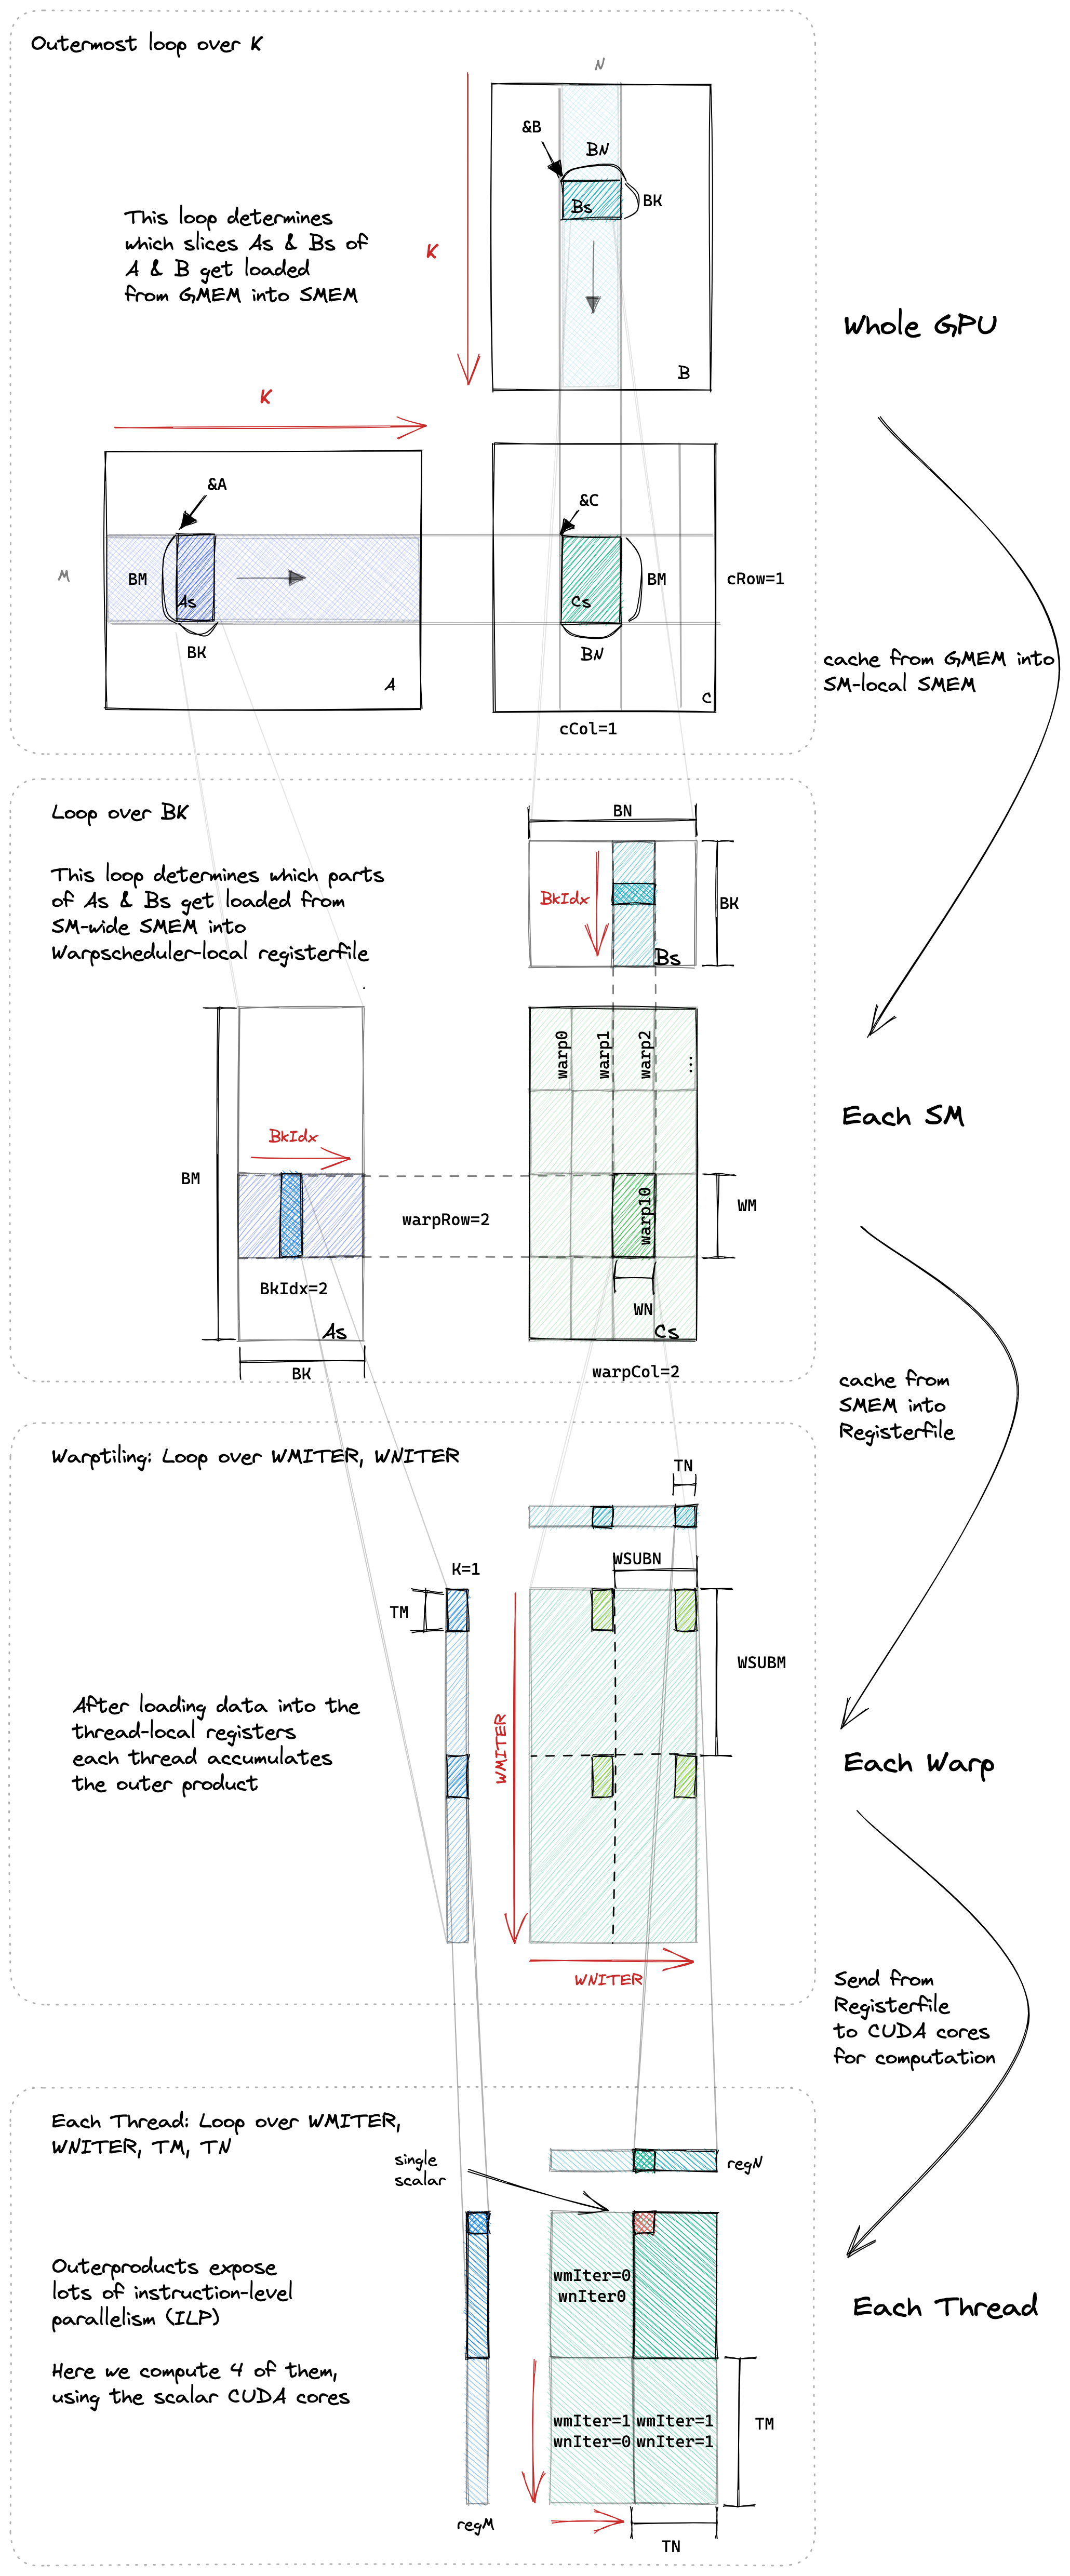 Outermost loop over K
N
&B
BN
Bs
BK
This loop determines
which slices As & Bs of
A & B get loaded
from GMEM into SMEM
K
B
Whole GPU
K
&A
&C
M
BM
As
BK
A
Cs
BM
BN
C
cRow=1
cCol=1
cache from GMEM into
SM-local SMEM
Loop over BK
BN
This loop determines which parts
of As & Bs get loaded from
SM-wide SMEM into
Warpscheduler-local registerfile
BkIdx
BK
Bs
warp0
warp1
warp2
...
Each SM
BkIdx
BM
warpRow=2
warp10
WM
BkIdx=2
WN
As
Cs
BK
warpCol=2
cache from
SMEM into
Registerfile
Warptiling: Loop over WMITER, WNITER
TN
WSUBN
K=1
TM
WSUBM
After loading data into the
thread-local registers
each thread accumulates
the outer product
WMITER
Each Warp
WNITER
Send from
Registerfile
to CUDA cores
for computation
Each Thread: Loop over WMITER,
WNITER, TM, TN
single
scalar
regN
Outerproducts expose
lots of instruction-level
parallelism (ILP)
wmIter=0
wnIter0
Each Thread
Here we compute 4 of them,
using the scalar CUDA cores
wmIter=1
wnIter=0
wmIter=1
wnIter=1
TM
regM
TN